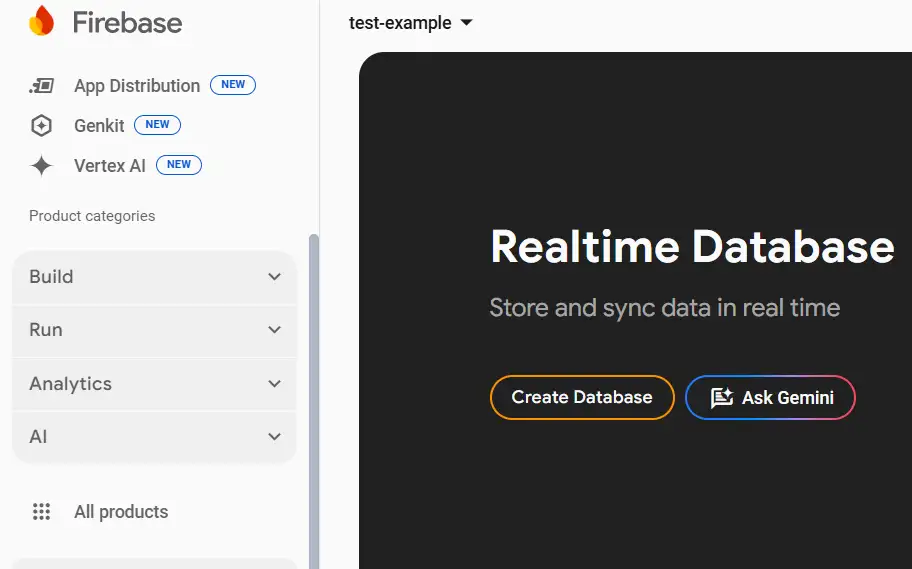 Firebase
App Distribution NEW
Genkit NEW
Vertex AI NEW
Product categories
Build
Run
Analytics
AI
All products
test-example
Realtime Database
Store and sync data in real time
Create Database
Ask Gemini